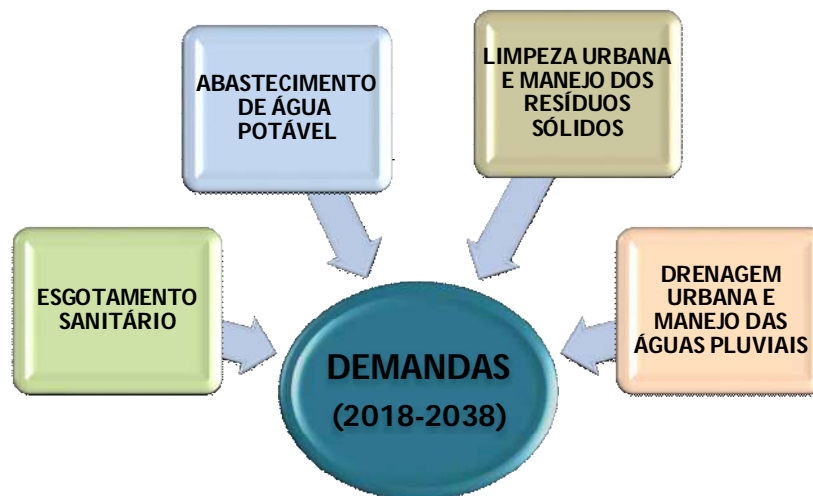 ABASTECIMENTO
DE ÁGUA
POTÁVEL
LIMPEZA URBANA
E MANEJO DOS
RESÍDUOS
SÓLIDOS
ESGOTAMENTO
SANITÁRIO
DRENAGEM
URBANA E
MANEJO DAS
ÁGUAS PLUVIAIS
DEMANDAS
(2018-2038)